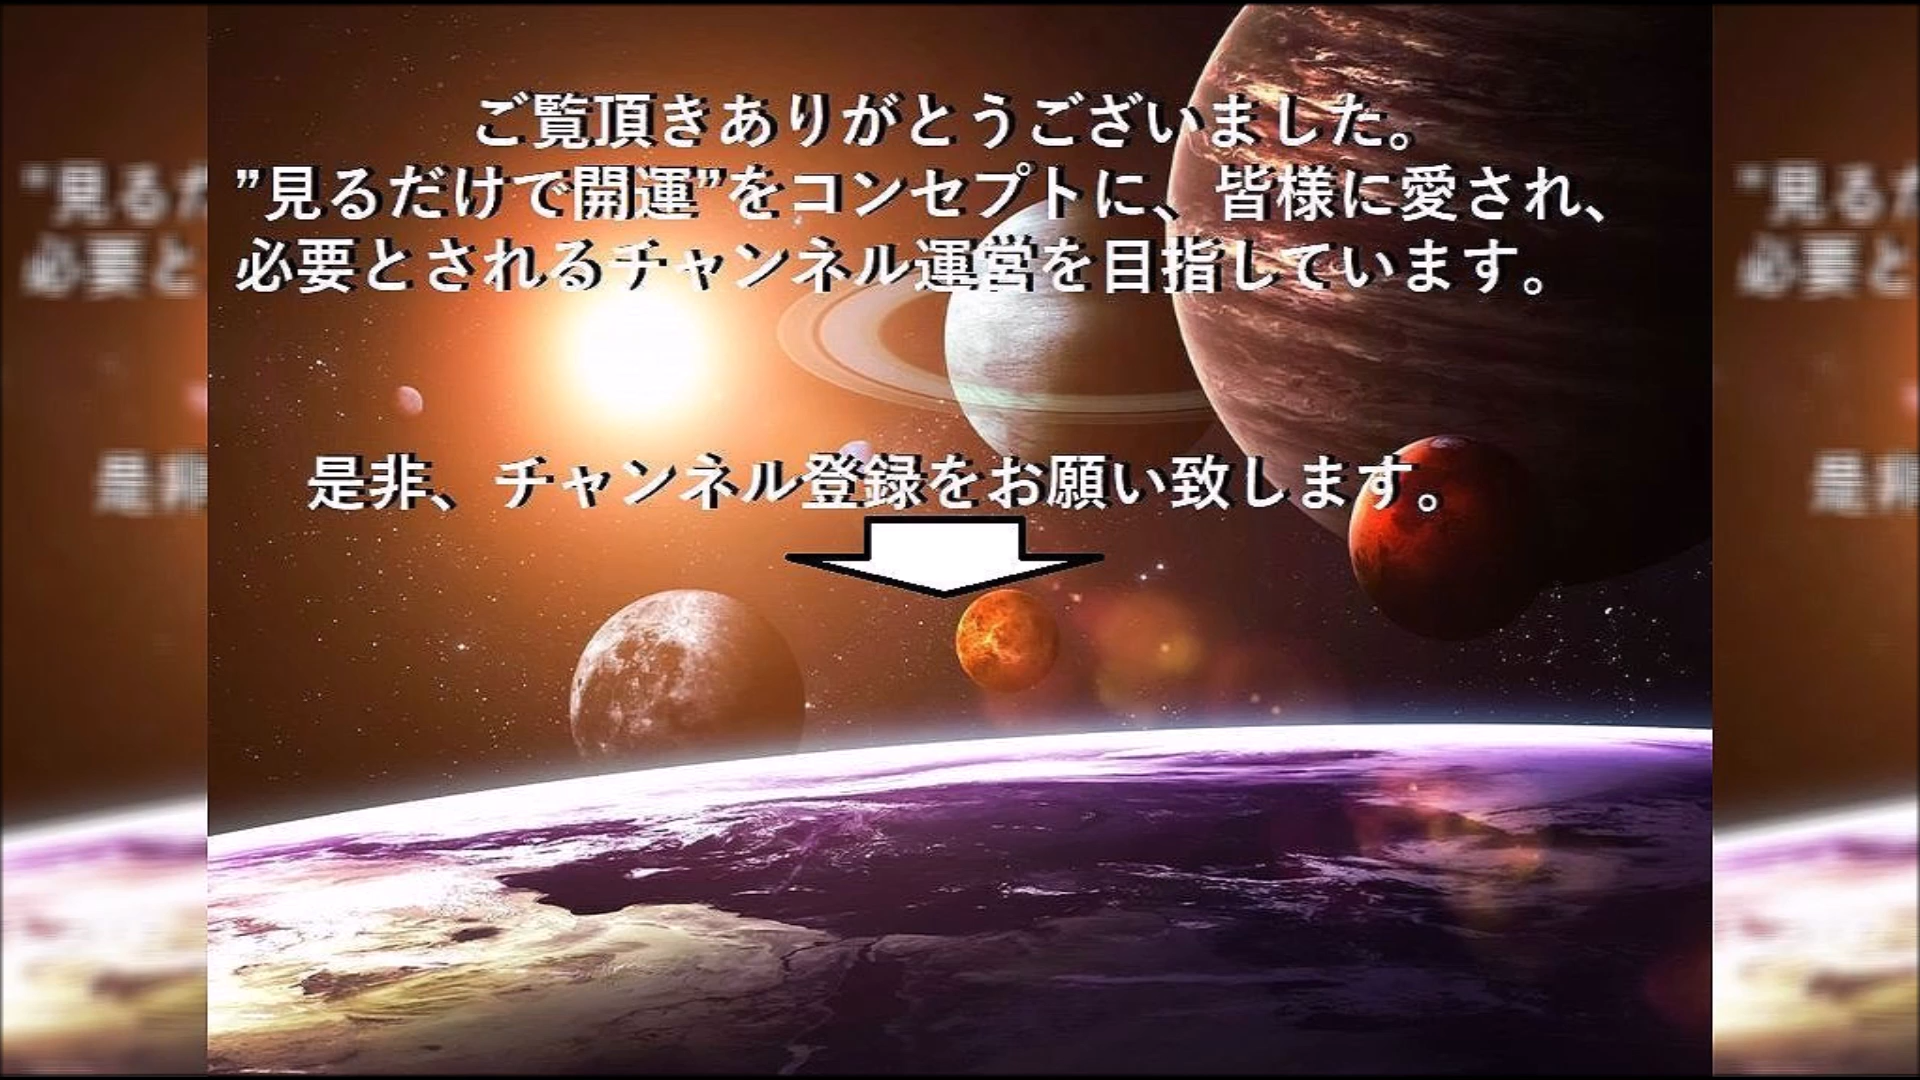 ご覧頂きありがとうございました。
”見るだけで開運”をコンセプトに、皆様に愛され、
必要とされるチャンネル運営を目指しています。
是非、チャンネル登録をお願い致します。